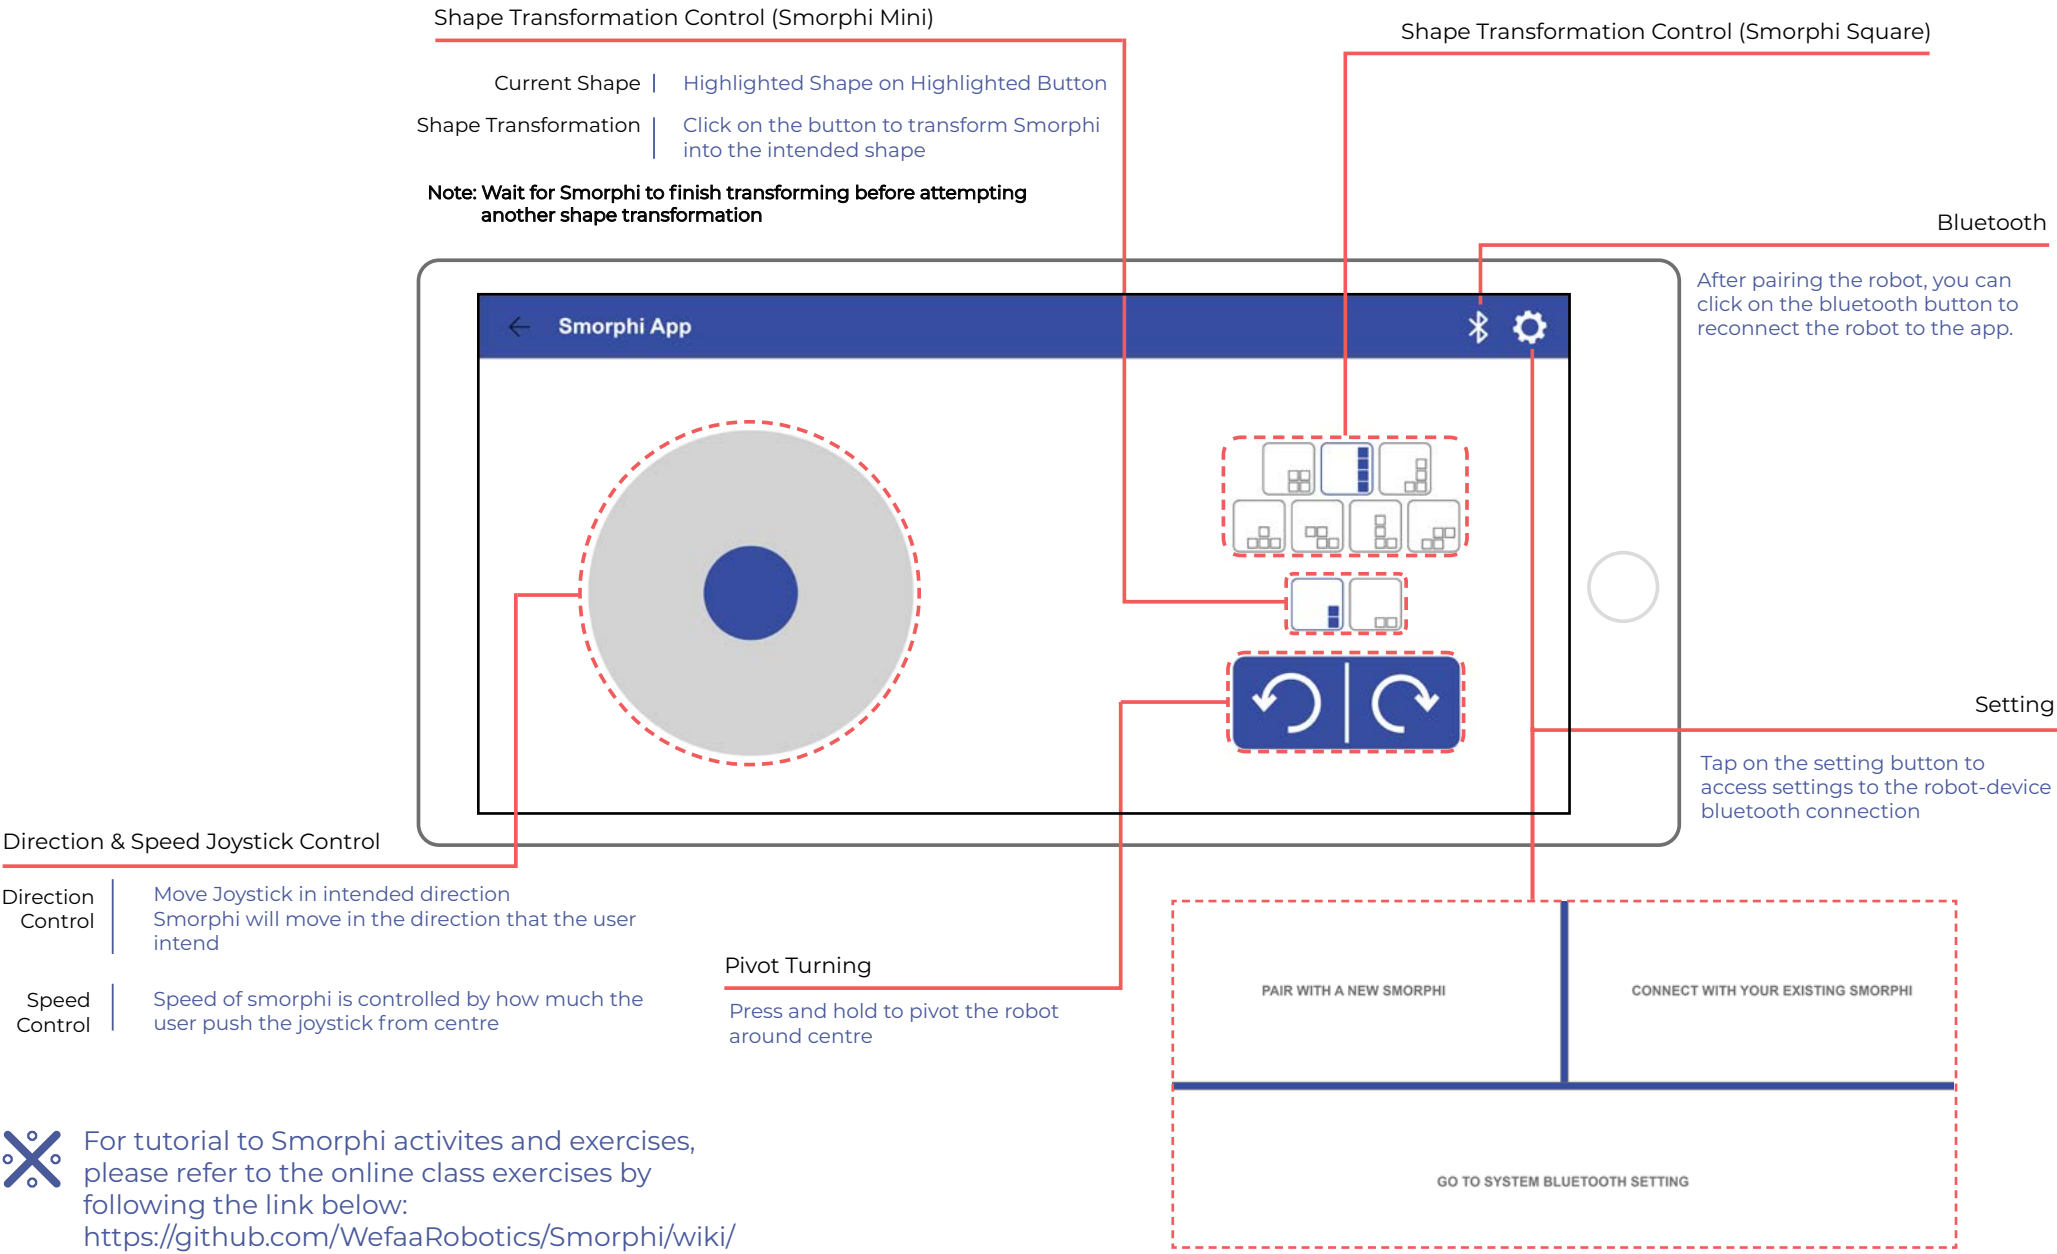 Shape Transformation Control (Smorphi Mini)
Current Shape
Highlighted Shape on Highlighted Button
Shape Transformation
Click on the button to transform Smorphi
into the intended shape
Note: Wait for Smorphi to finish transforming before attempting
another shape transformation
Shape Transformation Control (Smorphi Square)
Bluetooth
After pairing the robot, you can
click on the bluetooth button to
reconnect the robot to the app.
Smorphi App
Setting
Tap on the setting button to
access settings to the robot-device
bluetooth connection
Direction & Speed Joystick Control
Direction
Control
Move Joystick in intended direction
Smorphi will move in the direction that the user
intend
Speed
Control
Speed of smorphi is controlled by how much the
user push the joystick from centre
Pivot Turning
Press and hold to pivot the robot
around centre
PAIR WITH A NEW SMORPHI
CONNECT WITH YOUR EXISTING SMORPHI
GO TO SYSTEM BLUETOOTH SETTING
For tutorial to Smorphi activites and exercises,
please refer to the online class exercises by
following the link below:
https://github.com/WefaaRobotics/Smorphi/wiki/